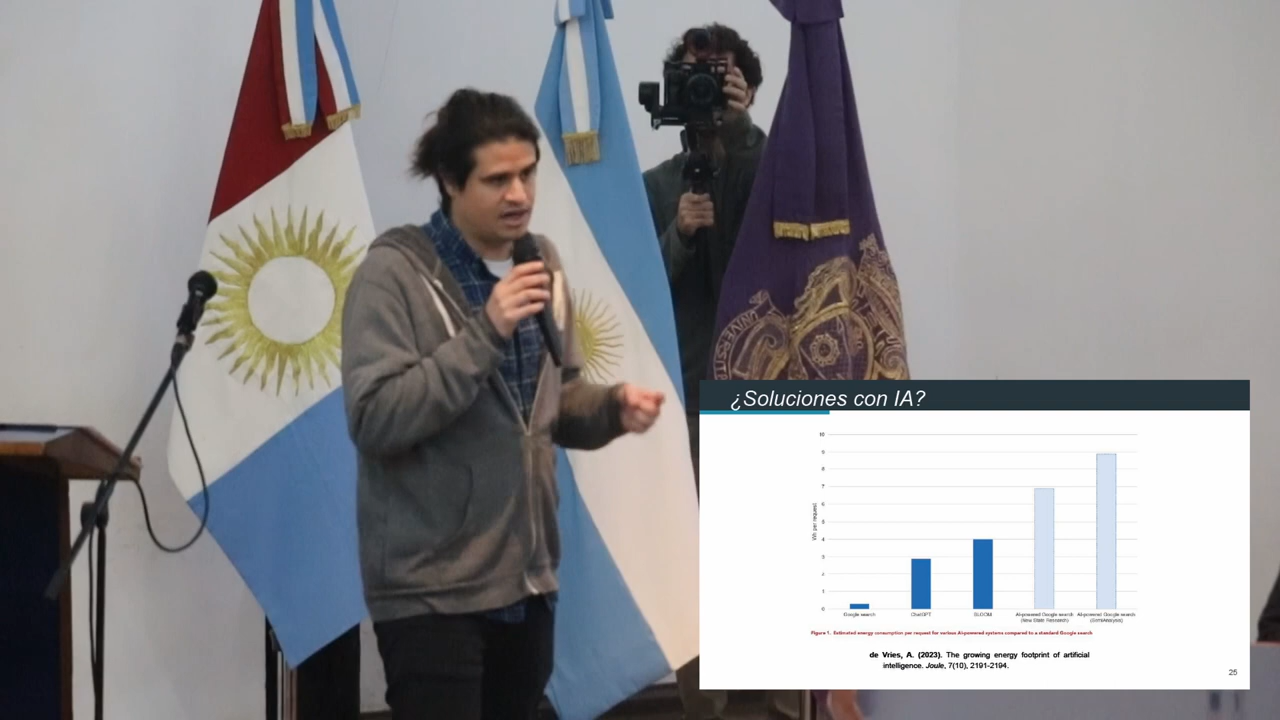 UNIVERSITA
¿Soluciones con IA?
10
9
8
7
6
5
4
3
2
1
0
Wh per request
Google search
ChatGPT
BLOOM
AI-powered Google search
(New Street Research)
AI-powered Google search
(SemiAnalysis)
Figure 1. Estimated energy consumption per request for various AI-powered systems compared to a standard Google search
de Vries, A. (2023). The growing energy footprint of artificial
intelligence. Joule, 7(10), 2191-2194.
25